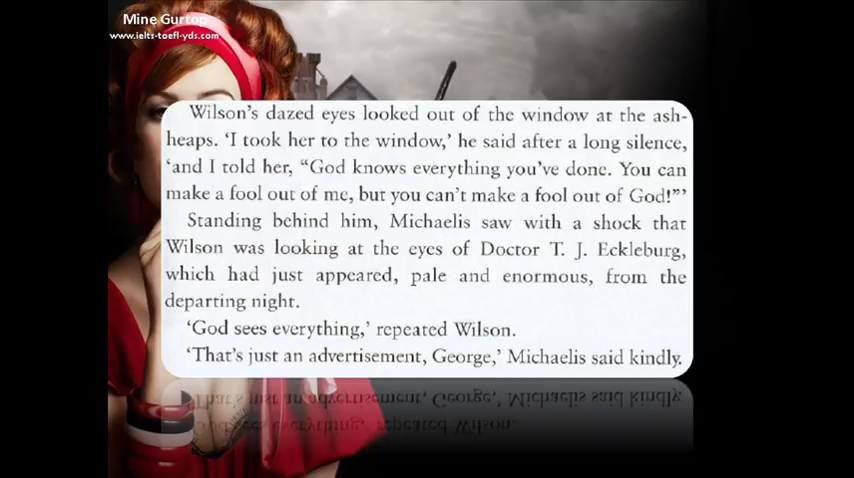 Mine Gurtop
www.ielts-toefl-yds.com
Wilson's dazed eyes looked out of the window at the ash-
heaps. 'I took her to the window,' he said after a long silence,
'and I told her, "God knows everything you've done. You can
make a fool out of me, but you can't make a fool out of God!"'
Standing behind him, Michaelis saw with a shock that
Wilson was looking at the eyes of Doctor T. J. Eckleburg,
which had just appeared, pale and enormous, from the
departing night.
'God sees everything,' repeated Wilson.
'That's just an advertisement, George,' Michaelis said kindly.